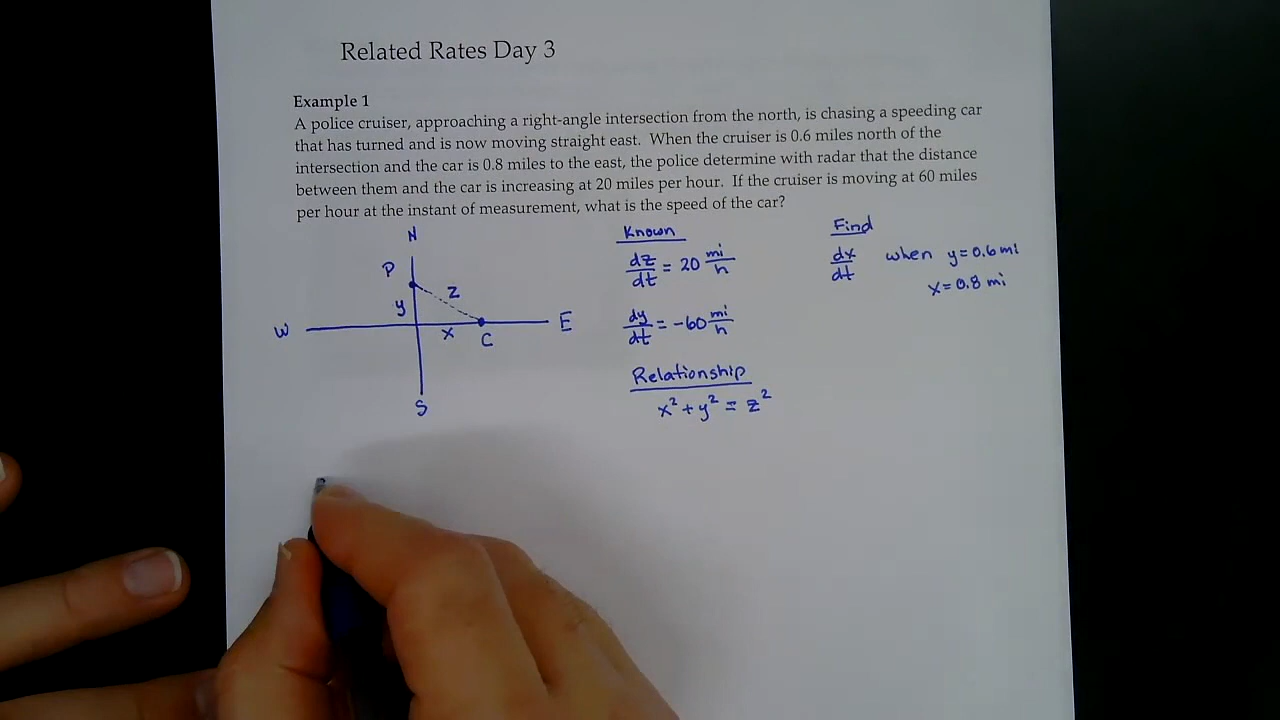 Related Rates Day 3
Example 1
A police cruiser, approaching a right-angle intersection from the north, is chasing a speeding car
that has turned and is now moving straight east. When the cruiser is 0.6 miles north of the
intersection and the car is 0.8 miles to the east, the police determine with radar that the distance
between them and the car is increasing at 20 miles per hour. If the cruiser is moving at 60 miles
per hour at the instant of measurement, what is the speed of the car?
N
P
y
z
W
x
C
E
S
Known
dz/dt = 20 mi/h
dy/dt = -60 mi/h
Relationship
x² + y² = z²
Find
dx/dt when y = 0.6 mi
x = 0.8 mi